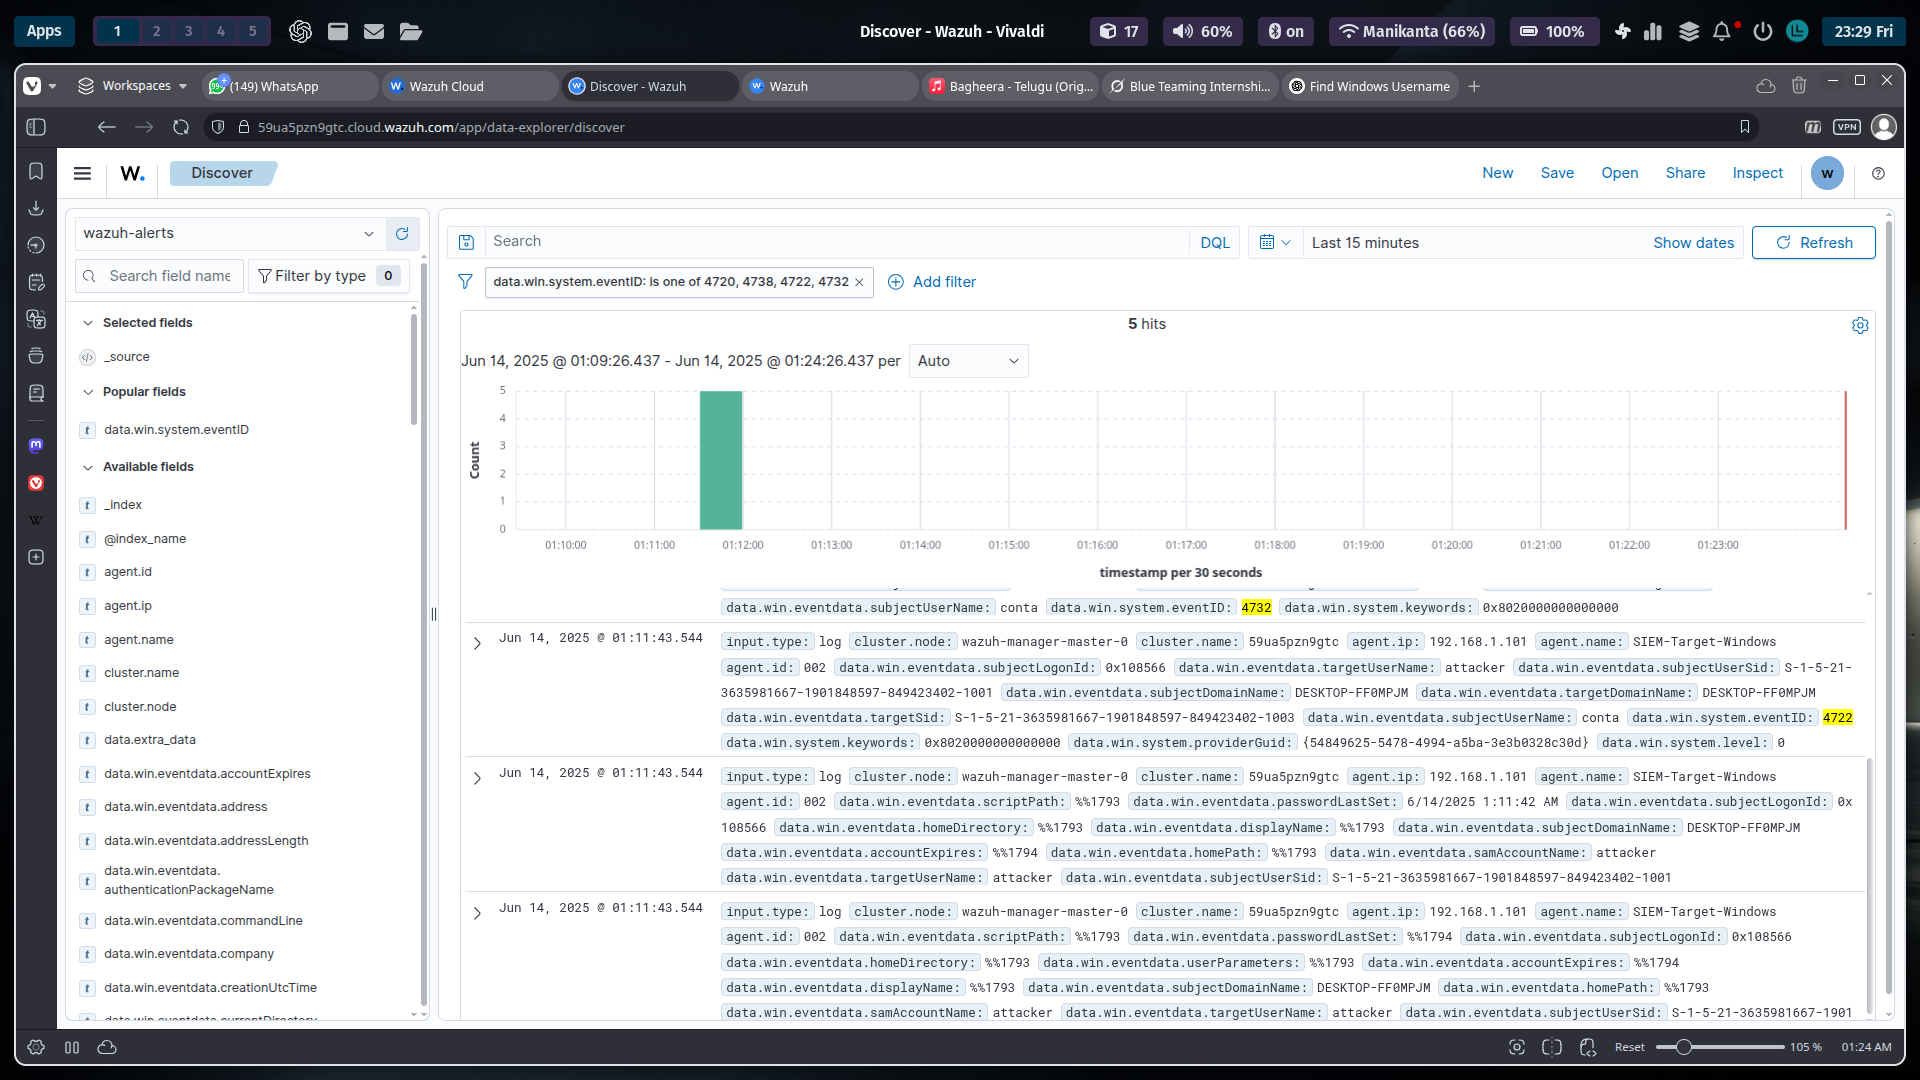 Apps 1 2 3 4 5 Discover - Wazuh - Vivaldi 17 60% on Manikanta (66%) 100% 23:29 Fri
Workspaces (149) WhatsApp Wazuh Cloud Discover - Wazuh Wazuh Bagheera - Telugu (Orig... Blue Teaming Internshi... Find Windows Username
59ua5pzn9gtc.cloud.wazuh.com/app/data-explorer/discover VPN
W. Discover New Save Open Share Inspect w
wazuh-alerts
Search DQL Last 15 minutes Show dates Refresh
Search field name Filter by type 0
data.win.system.eventID: is one of 4720, 4738, 4722, 4732 × Add filter
Selected fields
_source
Popular fields
data.win.system.eventID
Available fields
_index
@index_name
agent.id
agent.ip
agent.name
cluster.name
cluster.node
data.extra_data
data.win.eventdata.accountExpires
data.win.eventdata.address
data.win.eventdata.addressLength
data.win.eventdata.
authenticationPackageName
data.win.eventdata.commandLine
data.win.eventdata.company
data.win.eventdata.creationUtcTime
5 hits
Jun 14, 2025 @ 01:09:26.437 - Jun 14, 2025 @ 01:24:26.437 per Auto
Count
5
4
3
2
1
0
01:10:00 01:11:00 01:12:00 01:13:00 01:14:00 01:15:00 01:16:00 01:17:00 01:18:00 01:19:00 01:20:00 01:21:00 01:22:00 01:23:00
timestamp per 30 seconds
data.win.eventdata.subjectUserName: conta data.win.system.eventID: 4732 data.win.system.keywords: 0x8020000000000000
Jun 14, 2025 @ 01:11:43.544 input.type: log cluster.node: wazuh-manager-master-0 cluster.name: 59ua5pzn9gtc agent.ip: 192.168.1.101 agent.name: SIEM-Target-Windows
agent.id: 002 data.win.eventdata.subjectLogonId: 0x108566 data.win.eventdata.targetUserName: attacker data.win.eventdata.subjectUserSid: S-1-5-21-
3635981667-1901848597-849423402-1001 data.win.eventdata.subjectDomainName: DESKTOP-FF0MPJM data.win.eventdata.targetDomainName: DESKTOP-FF0MPJM
data.win.eventdata.targetSid: S-1-5-21-3635981667-1901848597-849423402-1003 data.win.eventdata.subjectUserName: conta data.win.system.eventID: 4722
data.win.system.keywords: 0x8020000000000000 data.win.system.providerGuid: {54849625-5478-4994-a5ba-3e3b0328c30d} data.win.system.level: 0
Jun 14, 2025 @ 01:11:43.544 input.type: log cluster.node: wazuh-manager-master-0 cluster.name: 59ua5pzn9gtc agent.ip: 192.168.1.101 agent.name: SIEM-Target-Windows
agent.id: 002 data.win.eventdata.scriptPath: %%1793 data.win.eventdata.passwordLastSet: 6/14/2025 1:11:42 AM data.win.eventdata.subjectLogonId: 0x
108566 data.win.eventdata.homeDirectory: %%1793 data.win.eventdata.displayName: %%1793 data.win.eventdata.subjectDomainName: DESKTOP-FF0MPJM
data.win.eventdata.accountExpires: %%1794 data.win.eventdata.homePath: %%1793 data.win.eventdata.samAccountName: attacker
data.win.eventdata.targetUserName: attacker data.win.eventdata.subjectUserSid: S-1-5-21-3635981667-1901848597-849423402-1001
Jun 14, 2025 @ 01:11:43.544 input.type: log cluster.node: wazuh-manager-master-0 cluster.name: 59ua5pzn9gtc agent.ip: 192.168.1.101 agent.name: SIEM-Target-Windows
agent.id: 002 data.win.eventdata.scriptPath: %%1793 data.win.eventdata.passwordLastSet: %%1794 data.win.eventdata.subjectLogonId: 0x108566
data.win.eventdata.homeDirectory: %%1793 data.win.eventdata.userParameters: %%1793 data.win.eventdata.accountExpires: %%1794
data.win.eventdata.displayName: %%1793 data.win.eventdata.subjectDomainName: DESKTOP-FF0MPJM data.win.eventdata.homePath: %%1793
data.win.eventdata.samAccountName: attacker data.win.eventdata.targetUserName: attacker data.win.eventdata.subjectUserSid: S-1-5-21-3635981667-1901
Reset 105 % 01:24 AM